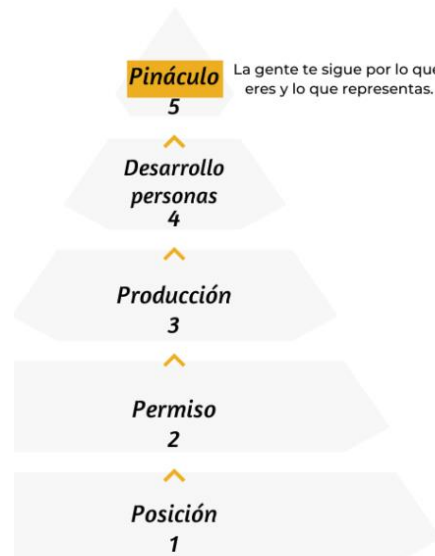 Pináculo
5
La gente te sigue por lo que
eres y lo que representas.
Desarrollo
personas
4
Producción
3
Permiso
2
Posición
1